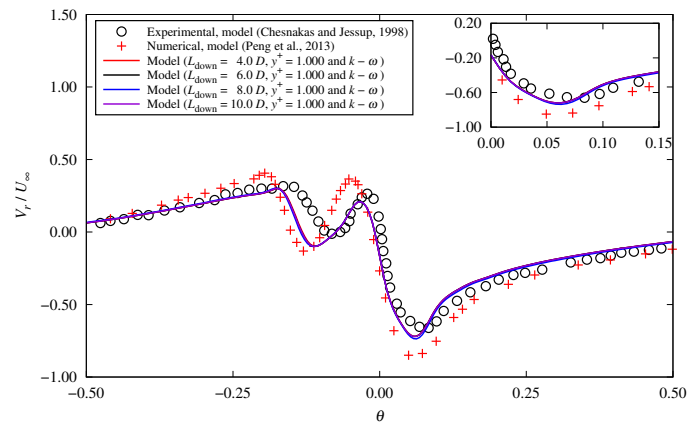 1.50
1.00
0.50
0.00
−0.50
−1.00
V_r / U_∞
Experimental, model (Chesnakas and Jessup, 1998)
Numerical, model (Peng et al., 2013)
Model (L_down = 4.0 D, y⁺ = 1.000 and k − ω)
Model (L_down = 6.0 D, y⁺ = 1.000 and k − ω)
Model (L_down = 8.0 D, y⁺ = 1.000 and k − ω)
Model (L_down = 10.0 D, y⁺ = 1.000 and k − ω)
0.20
−0.20
−0.60
−1.00
0.00 0.05 0.10 0.15
−0.50 −0.25 0.00 0.25 0.50
θ